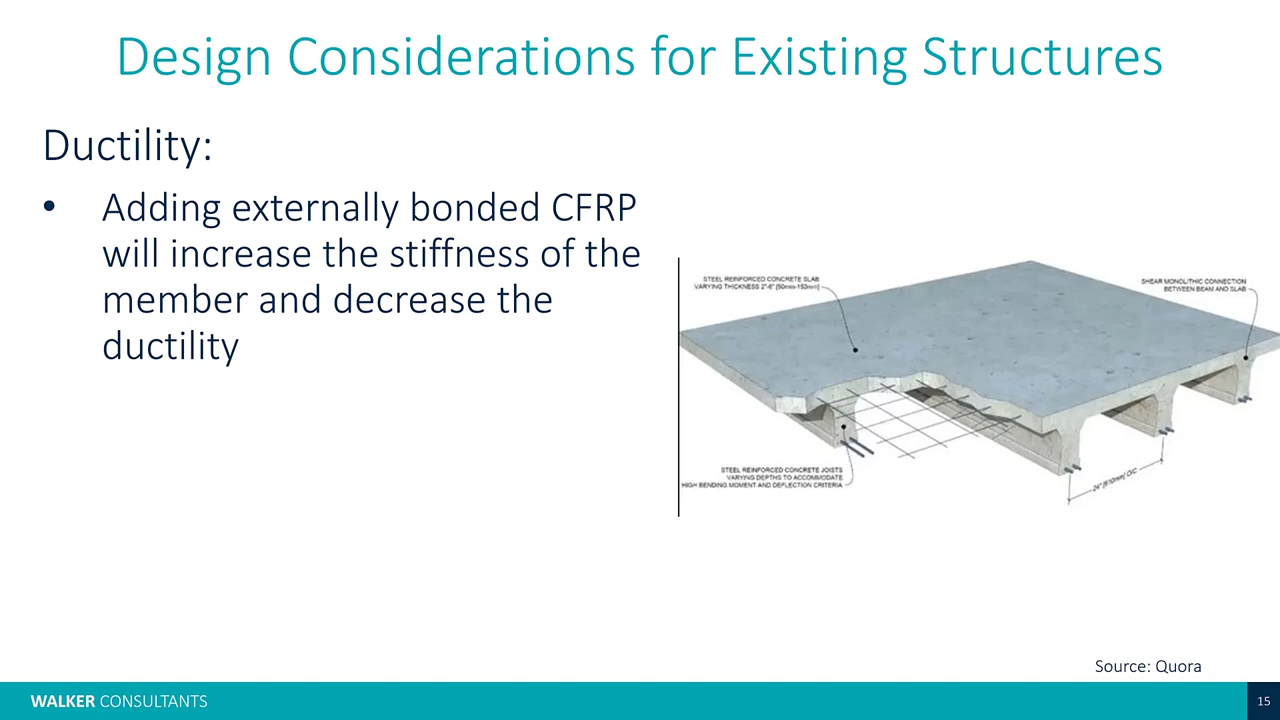 Design Considerations for Existing Structures
Ductility:
• Adding externally bonded CFRP
will increase the stiffness of the
member and decrease the
ductility
STEEL REINFORCED CONCRETE SLAB
VARYING THICKNESS 2"-6" [50mm-150mm]
SHEAR MONOLITHIC CONNECTION
BETWEEN BEAM AND SLAB
STEEL REINFORCED CONCRETE JOISTS
VARYING DEPTHS TO ACCOMMODATE
HIGH BENDING MOMENT AND DEFLECTION CRITERIA
24" [610mm] O/C
Source: Quora
WALKER CONSULTANTS
15